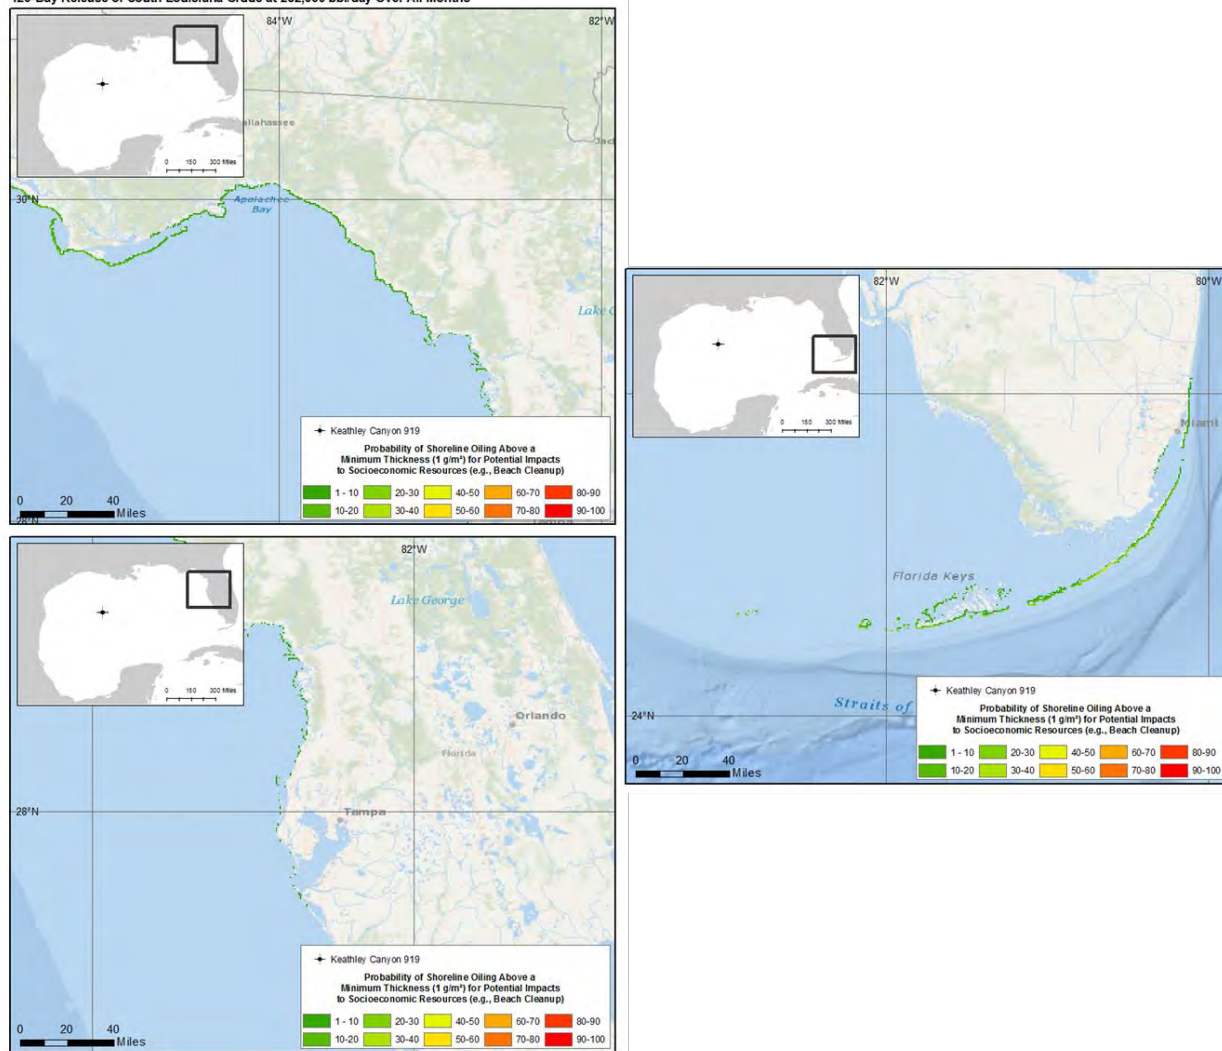 84°W
82°W
0 150 300 Miles
30°N
Apalachee
Bay
Keathley Canyon 919
Probability of Shoreline Oiling Above a
Minimum Thickness (1 g/m²) for Potential Impacts
to Socioeconomic Resources (e.g., Beach Cleanup)
1 - 10 20-30 40-50 60-70 80-90
10-20 30-40 50-60 70-80 90-100
0 20 40
Miles
82°W
0 150 300 Miles
Lake George
Orlando
Florida
28°N
Tampa
Keathley Canyon 919
Probability of Shoreline Oiling Above a
Minimum Thickness (1 g/m²) for Potential Impacts
to Socioeconomic Resources (e.g., Beach Cleanup)
1 - 10 20-30 40-50 60-70 80-90
10-20 30-40 50-60 70-80 90-100
0 20 40
Miles
82°W
80°W
0 150 300 Miles
Miami
Florida Keys
Straits of
24°N
Keathley Canyon 919
Probability of Shoreline Oiling Above a
Minimum Thickness (1 g/m²) for Potential Impacts
to Socioeconomic Resources (e.g., Beach Cleanup)
1 - 10 20-30 40-50 60-70 80-90
10-20 30-40 50-60 70-80 90-100
0 20 40
Miles